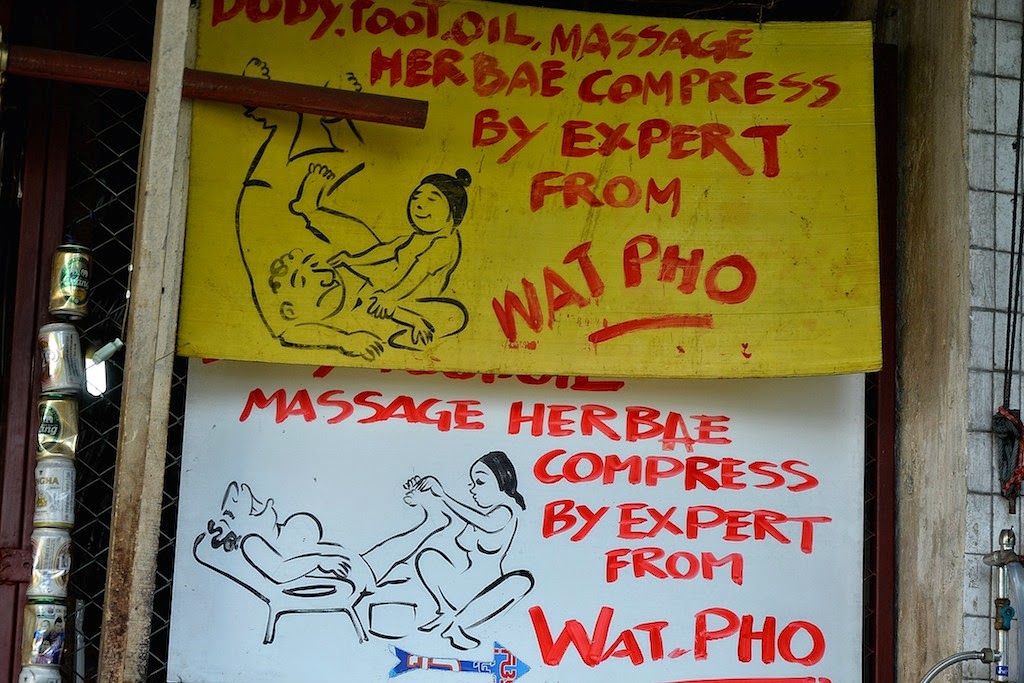 BODY, FOOT, OIL, MASSAGE
HERBAE COMPRESS
BY EXPERT
FROM
WAT PHO
MASSAGE HERBAE
COMPRESS
BY EXPERT
FROM
WAT.PHO